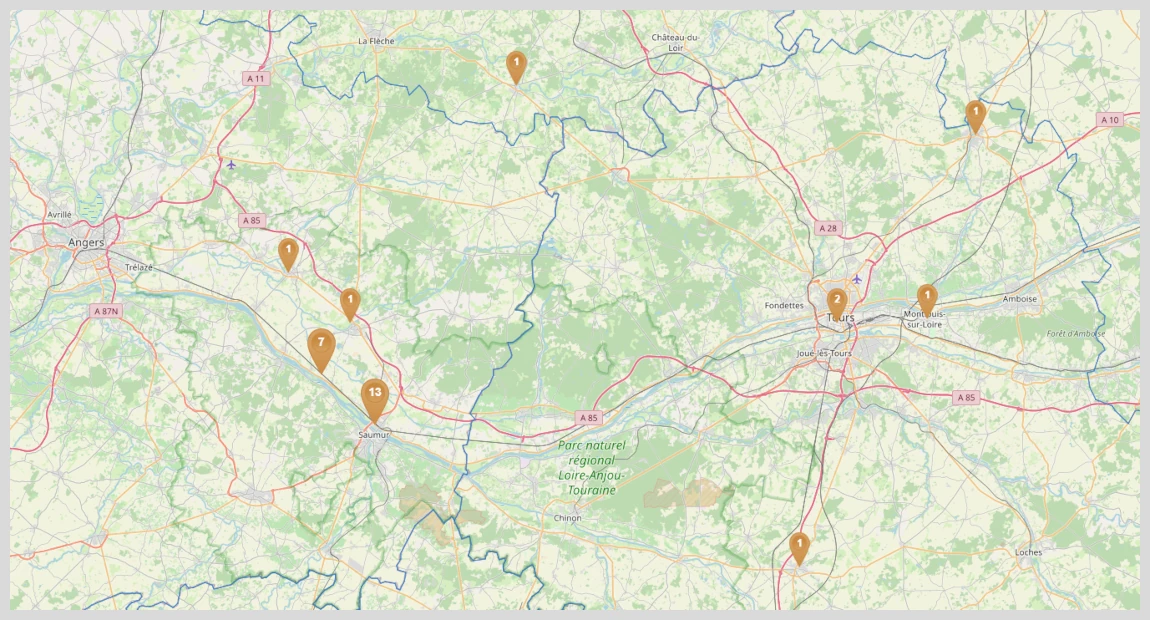 La Flèche
Château-du-
Loir
1
A 11
1
A 10
Avrillé
A 85
A 28
Angers
1
Trélazé
1
1
2
Fondettes
Tours
Amboise
A 87N
Montlouis-
sur-Loire
Forêt d'Amboise
7
Joué-lès-Tours
13
A 85
A 85
Saumur
Parc naturel
régional
Loire-Anjou-
Touraine
Chinon
1
Loches